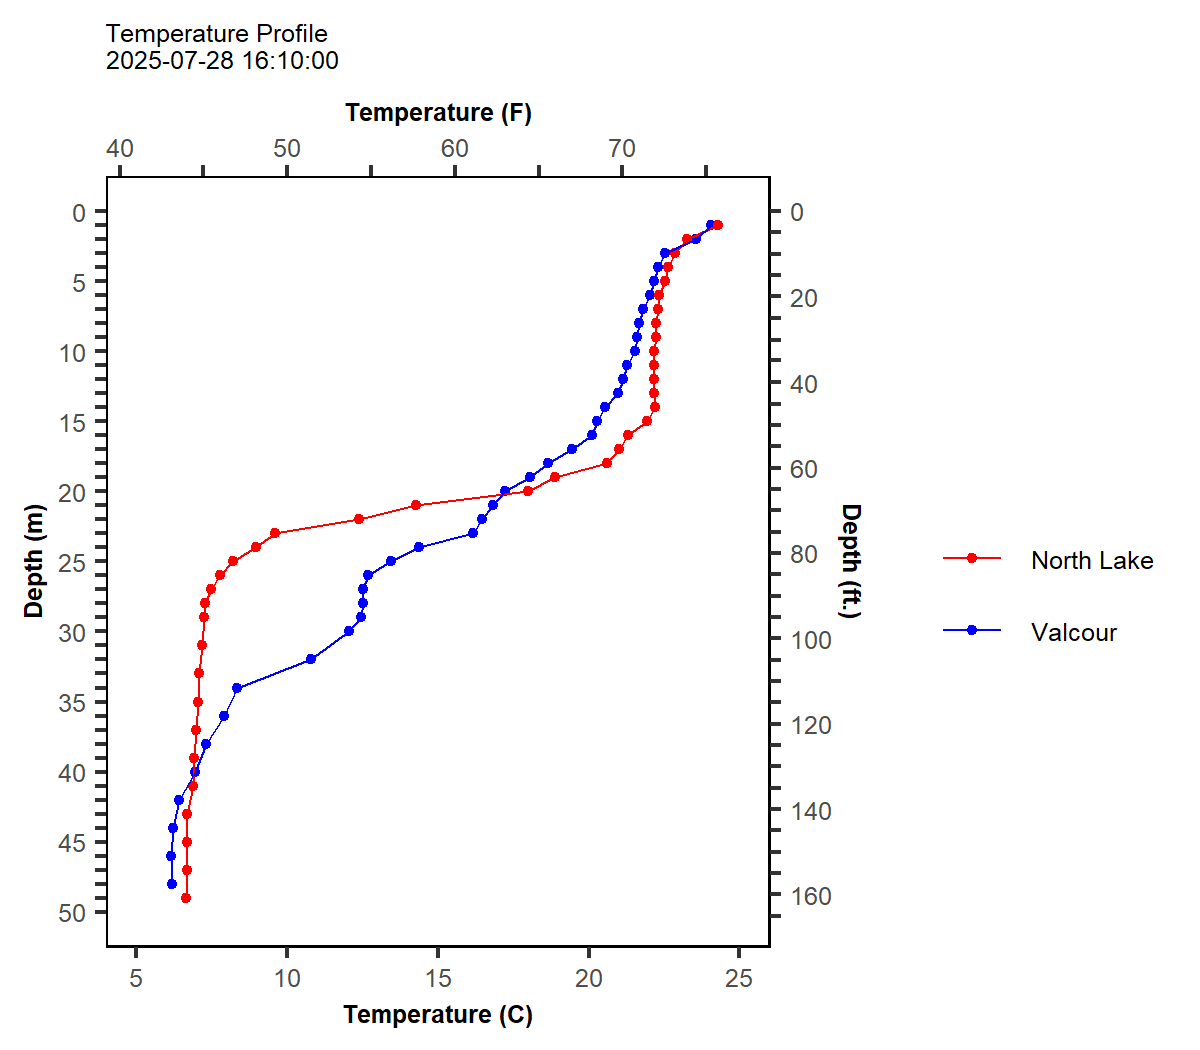 Temperature Profile
2025-07-28 16:10:00
Temperature (F)
40 50 60 70
0
5
10
15
20
25
30
35
40
45
50
Depth (m)
0
20
40
60
80
100
120
140
160
Depth (ft.)
North Lake
Valcour
5 10 15 20 25
Temperature (C)